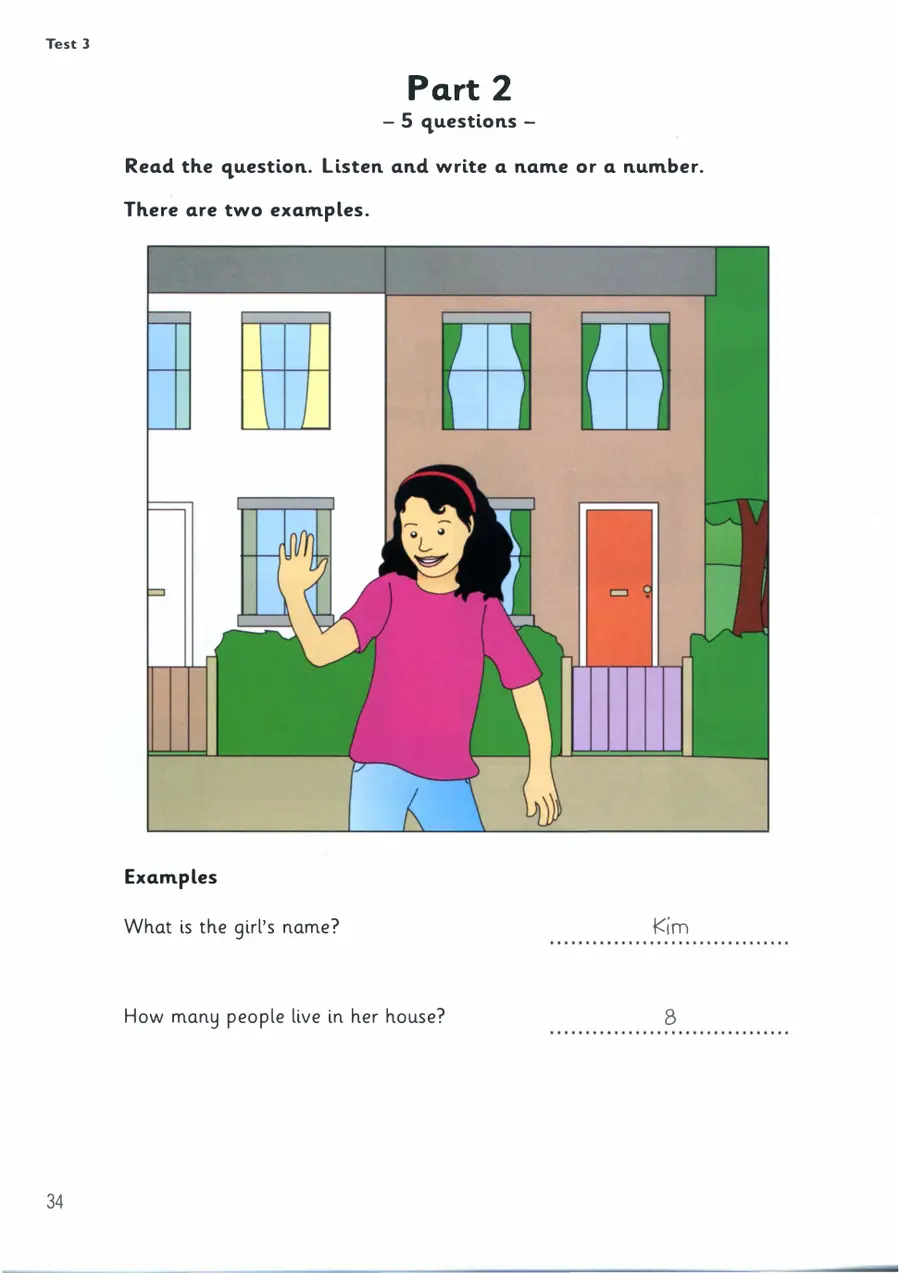 Test 3
Part 2
– 5 questions –
Read the question. Listen and write a name or a number.
There are two examples.
Examples
What is the girl's name? Kim
How many people live in her house? 8
34